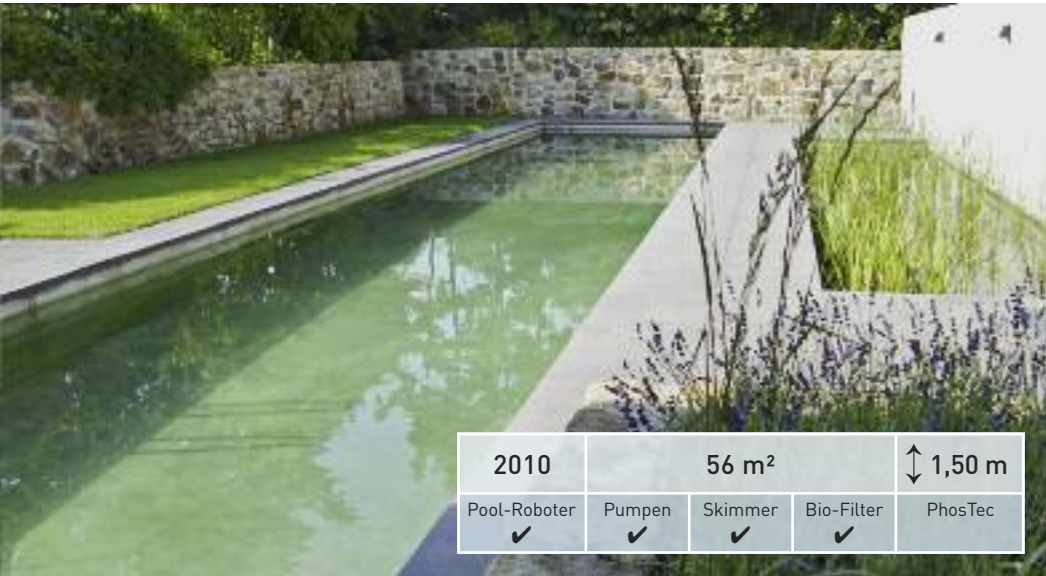 2010 56 m² ↕ 1,50 m
Pool-Roboter Pumpen Skimmer Bio-Filter PhosTec
✔ ✔ ✔ ✔